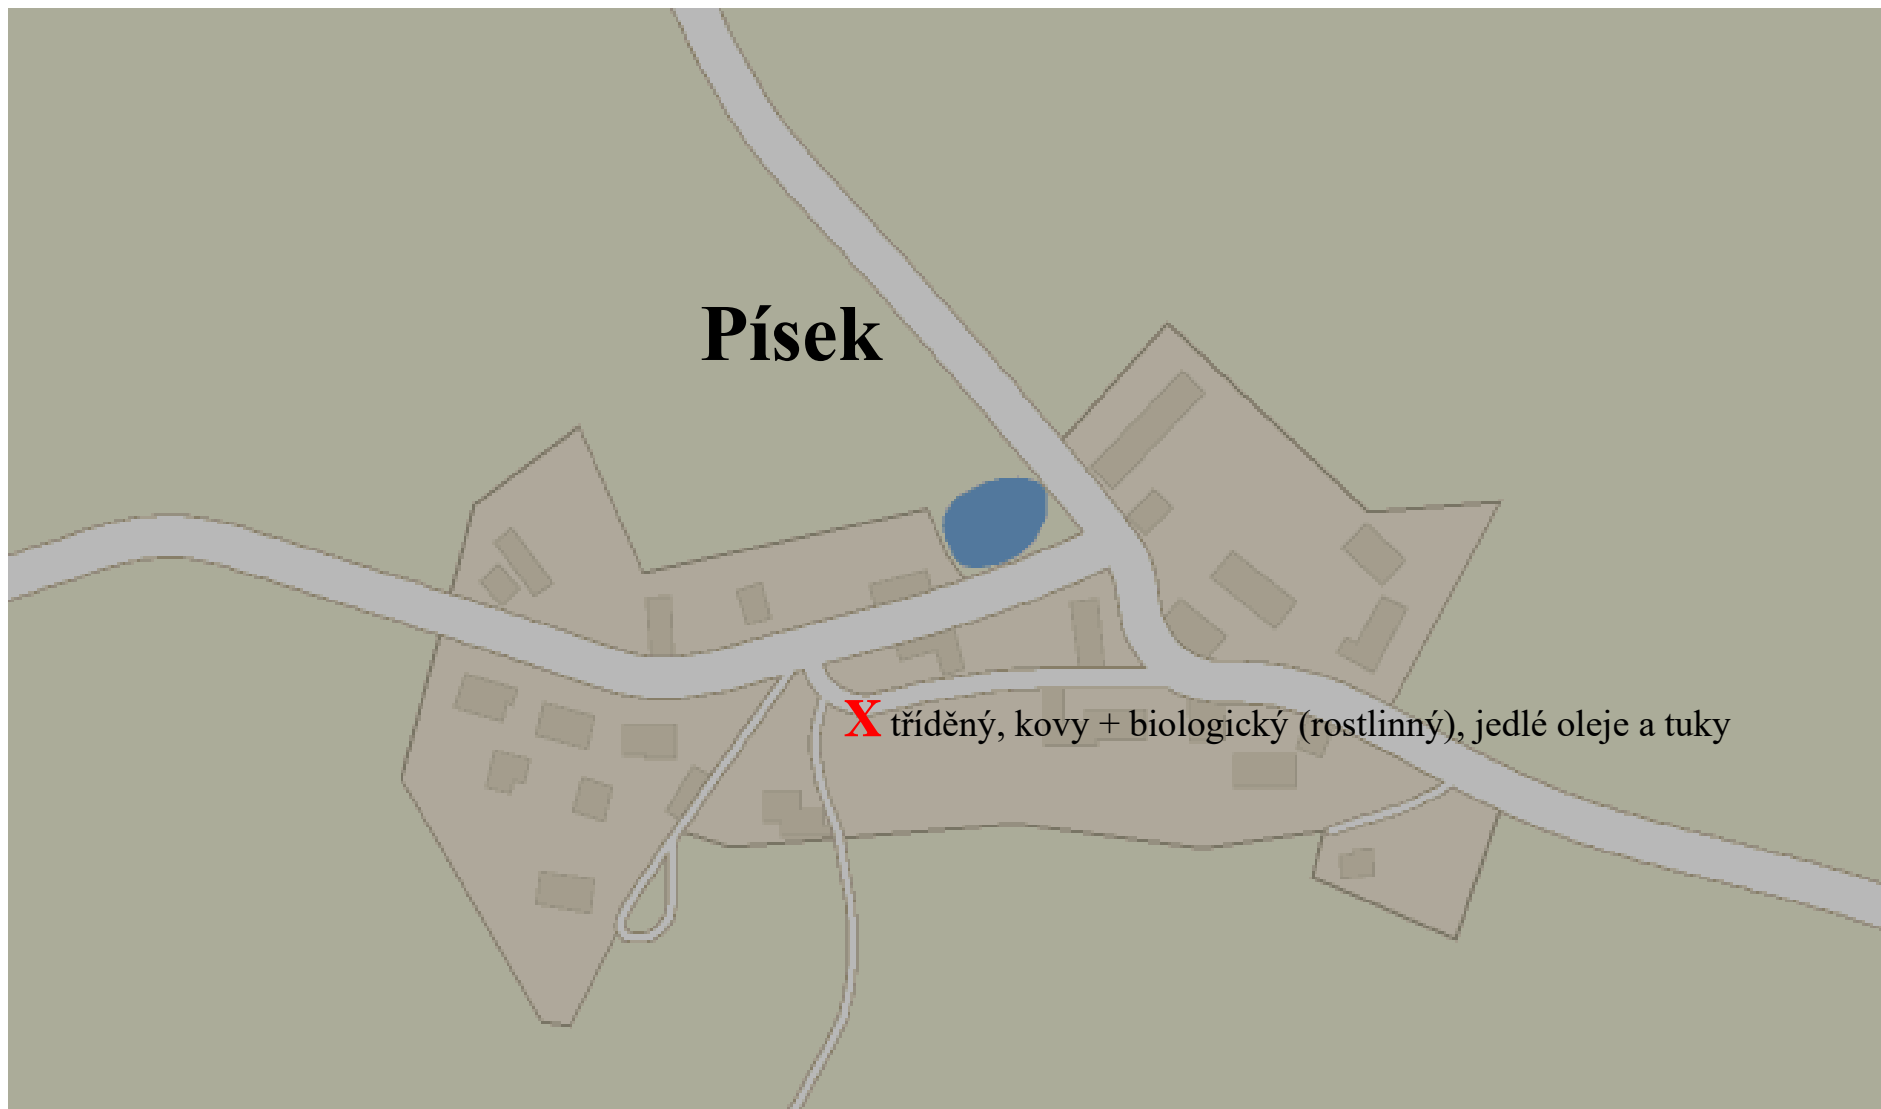 Písek
X tříděný, kovy + biologický (rostlinný), jedlé oleje a tuky